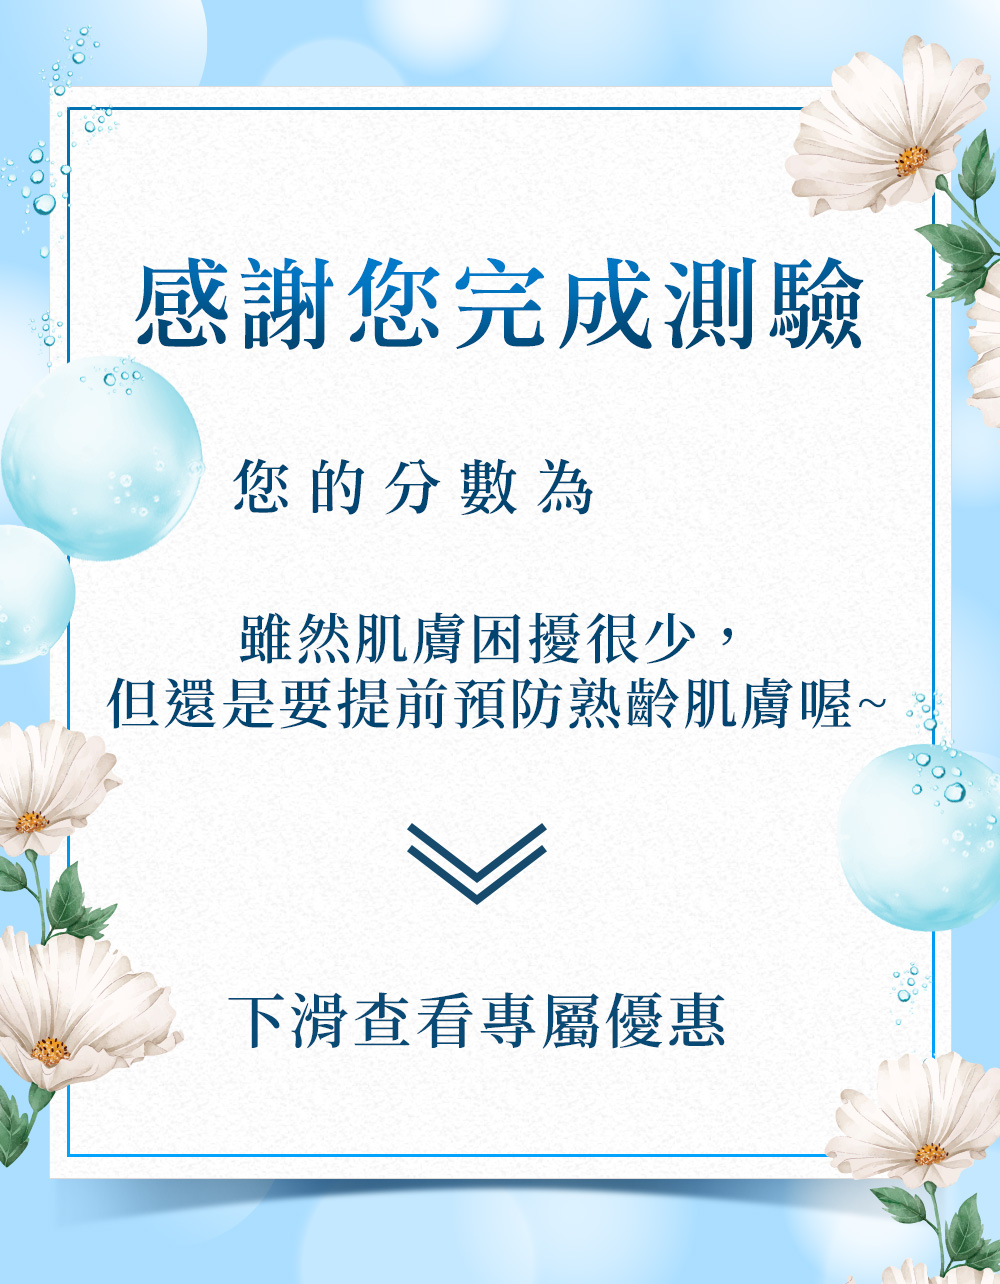 感謝您完成測驗
您的分數為
雖然肌膚困擾很少，
但還是要提前預防熟齡肌膚喔~
下滑查看專屬優惠